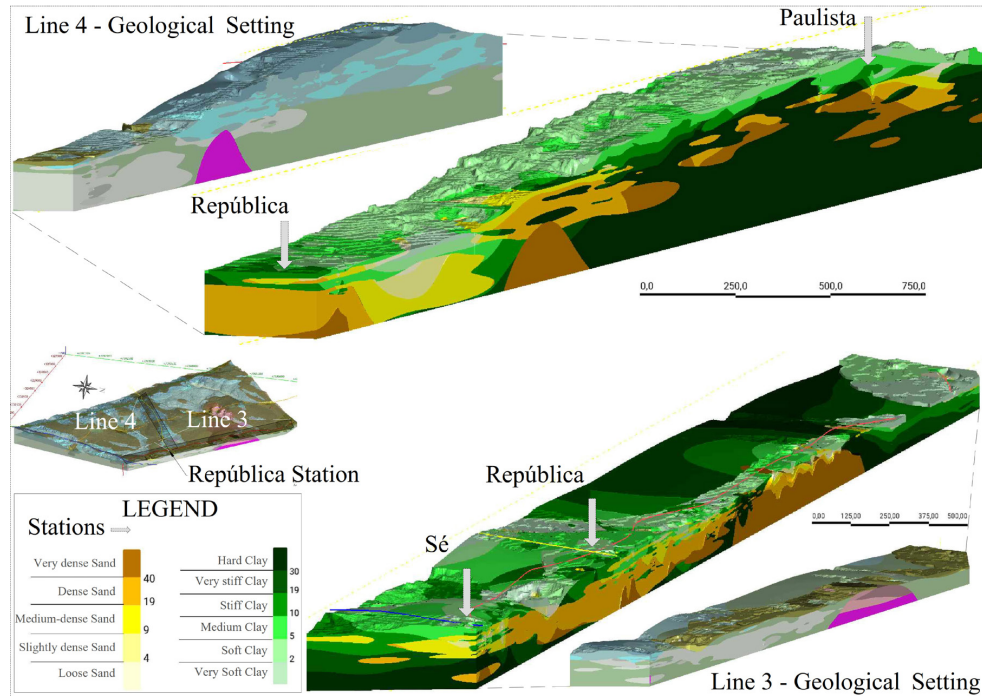 Line 4 - Geological Setting
Paulista
República
0,0 250,0 500,0 750,0
Line 4 Line 3
República Station
República
Sé
0,00 125,00 250,00 375,00 500,00
LEGEND
Stations
Very dense Sand
40
Dense Sand
19
Medium-dense Sand
9
Slightly dense Sand
4
Loose Sand
Hard Clay
30
Very stiff Clay
19
Stiff Clay
10
Medium Clay
5
Soft Clay
2
Very Soft Clay
Line 3 - Geological Setting